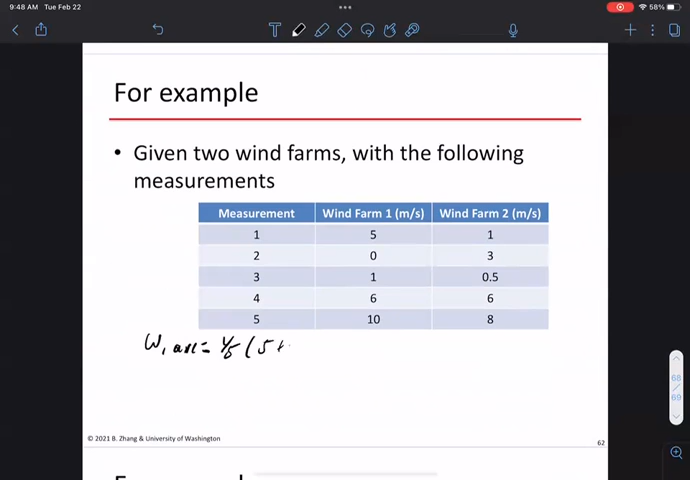 9:48 AM Tue Feb 22
58%
For example
• Given two wind farms, with the following
measurements
Measurement Wind Farm 1 (m/s) Wind Farm 2 (m/s)
1 5 1
2 0 3
3 1 0.5
4 6 6
5 10 8
= 1/5 ( 5 +
© 2021 B. Zhang & University of Washington
62
68
/
69